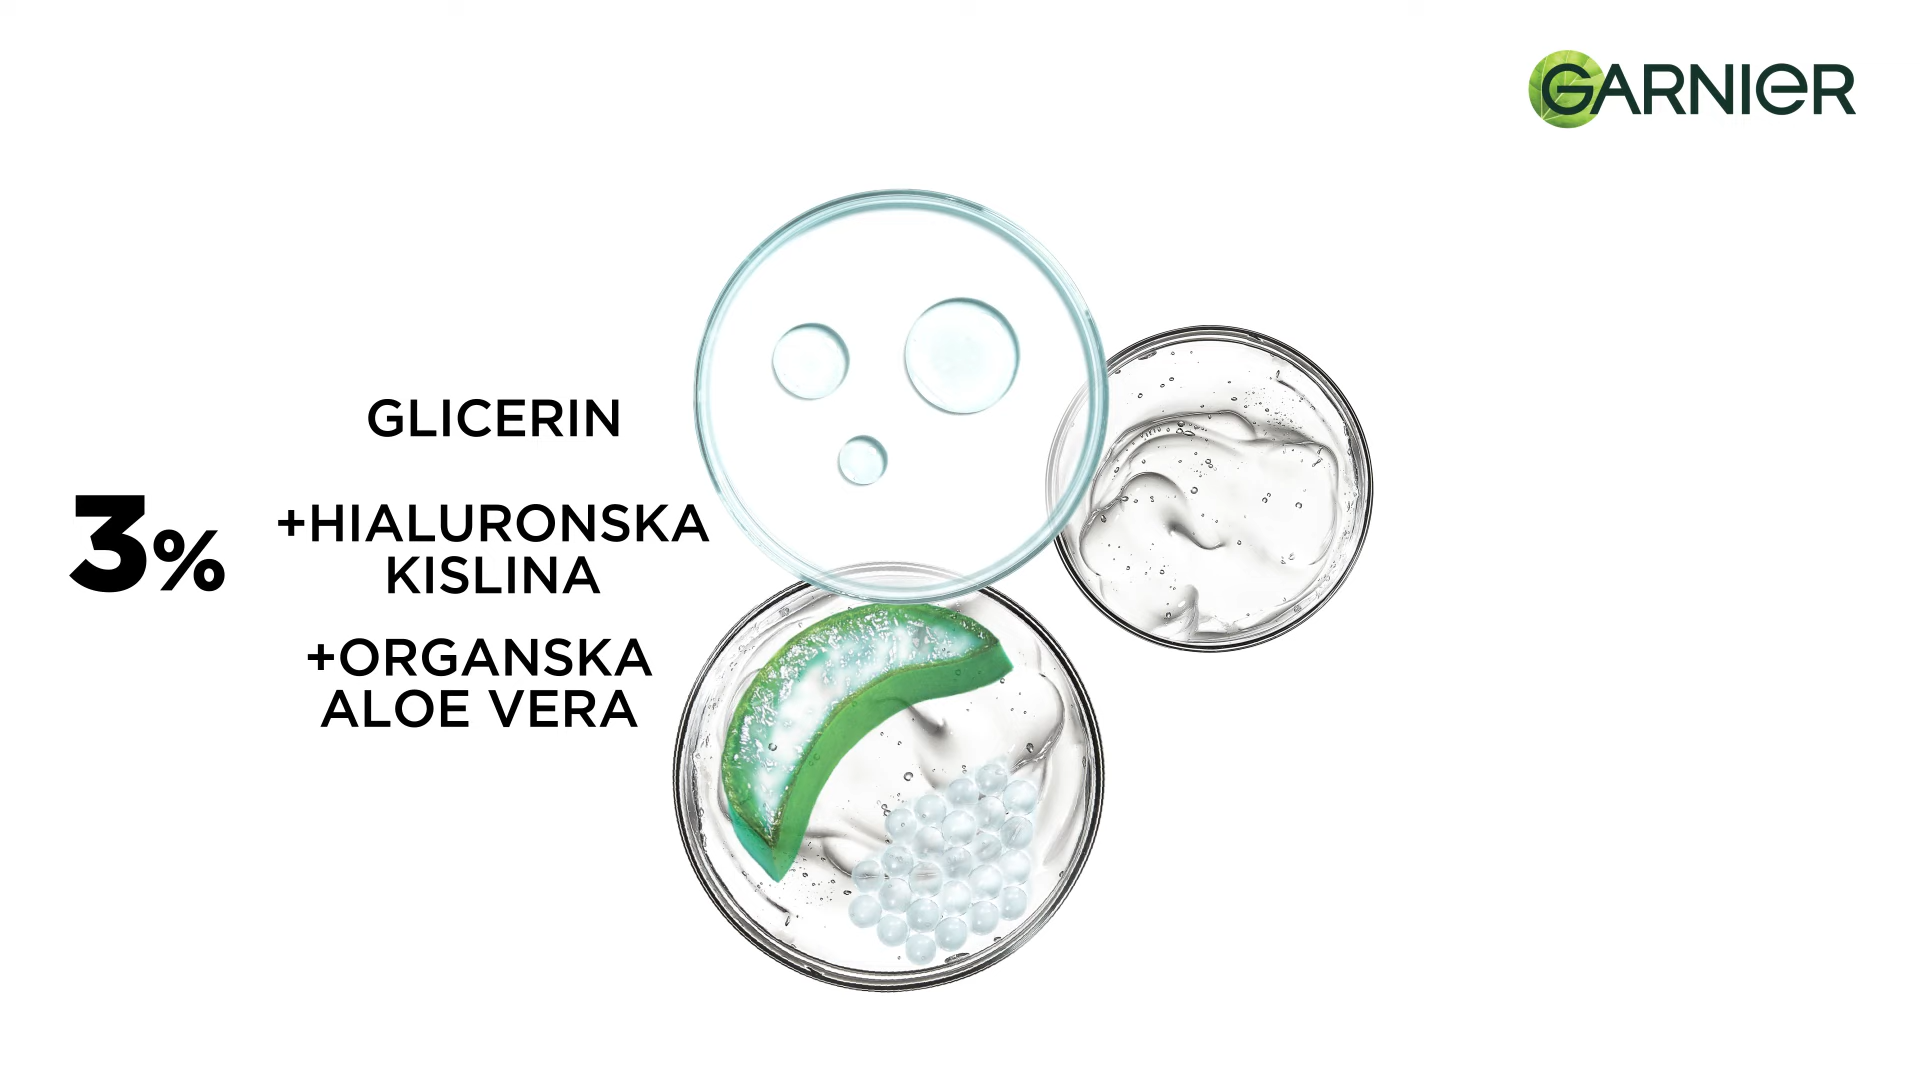 GARNIER
GLICERIN
3%
+HIALURONSKA
KISLINA
+ORGANSKA
ALOE VERA